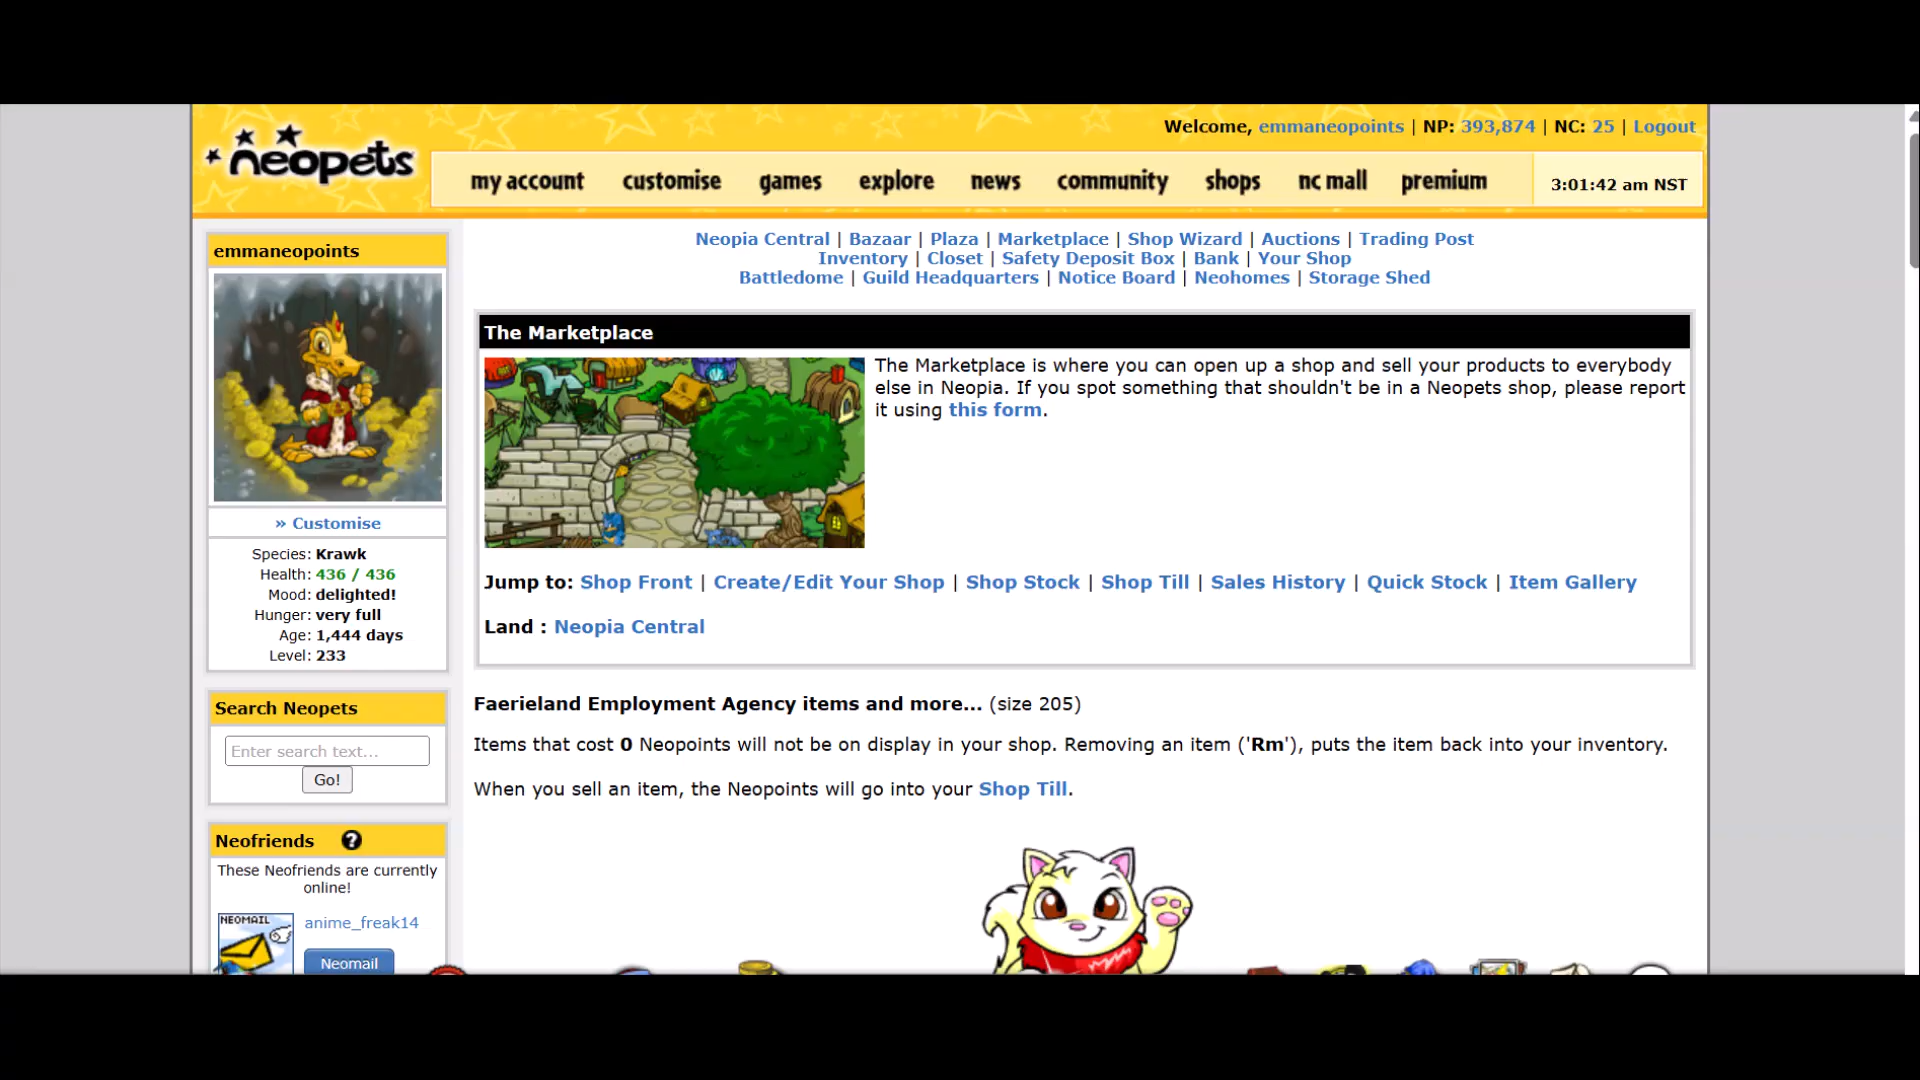 neopets
Welcome, emmaneopoints | NP: 393,874 | NC: 25 | Logout
my account customise games explore news community shops nc mall premium 3:01:42 am NST
emmaneopoints
» Customise
Species: Krawk
Health: 436 / 436
Mood: delighted!
Hunger: very full
Age: 1,444 days
Level: 233
Search Neopets
Enter search text...
Go!
Neofriends ?
These Neofriends are currently
online!
NEOMAIL
anime_freak14
Neomail
Neopia Central | Bazaar | Plaza | Marketplace | Shop Wizard | Auctions | Trading Post
Inventory | Closet | Safety Deposit Box | Bank | Your Shop
Battledome | Guild Headquarters | Notice Board | Neohomes | Storage Shed
The Marketplace
The Marketplace is where you can open up a shop and sell your products to everybody
else in Neopia. If you spot something that shouldn't be in a Neopets shop, please report
it using this form.
Jump to: Shop Front | Create/Edit Your Shop | Shop Stock | Shop Till | Sales History | Quick Stock | Item Gallery
Land : Neopia Central
Faerieland Employment Agency items and more... (size 205)
Items that cost 0 Neopoints will not be on display in your shop. Removing an item ('Rm'), puts the item back into your inventory.
When you sell an item, the Neopoints will go into your Shop Till.